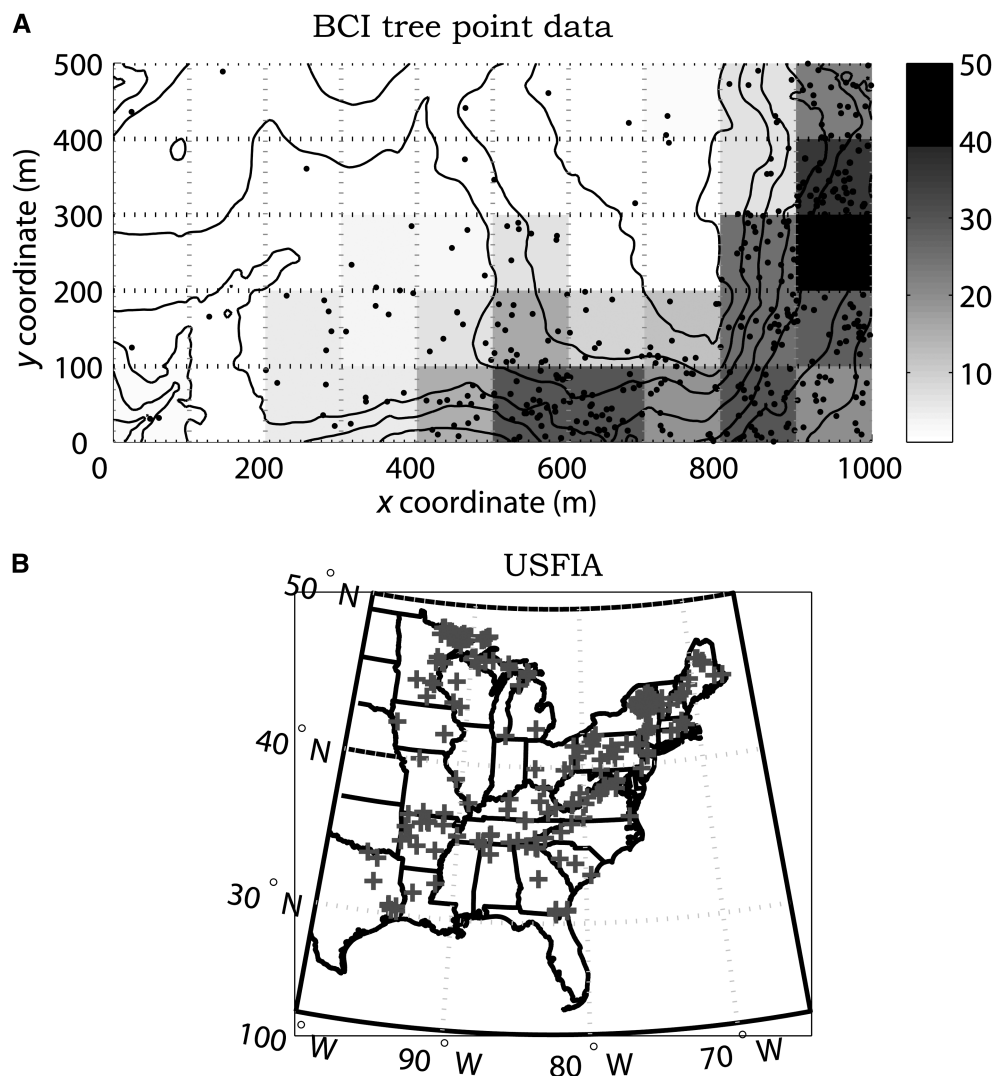 A
BCI tree point data
500
400
300
200
100
0
y coordinate (m)
0 200 400 600 800 1000
x coordinate (m)
50
40
30
20
10
B
USFIA
50° N
40° N
30° N
100° W
90° W
80° W
70° W